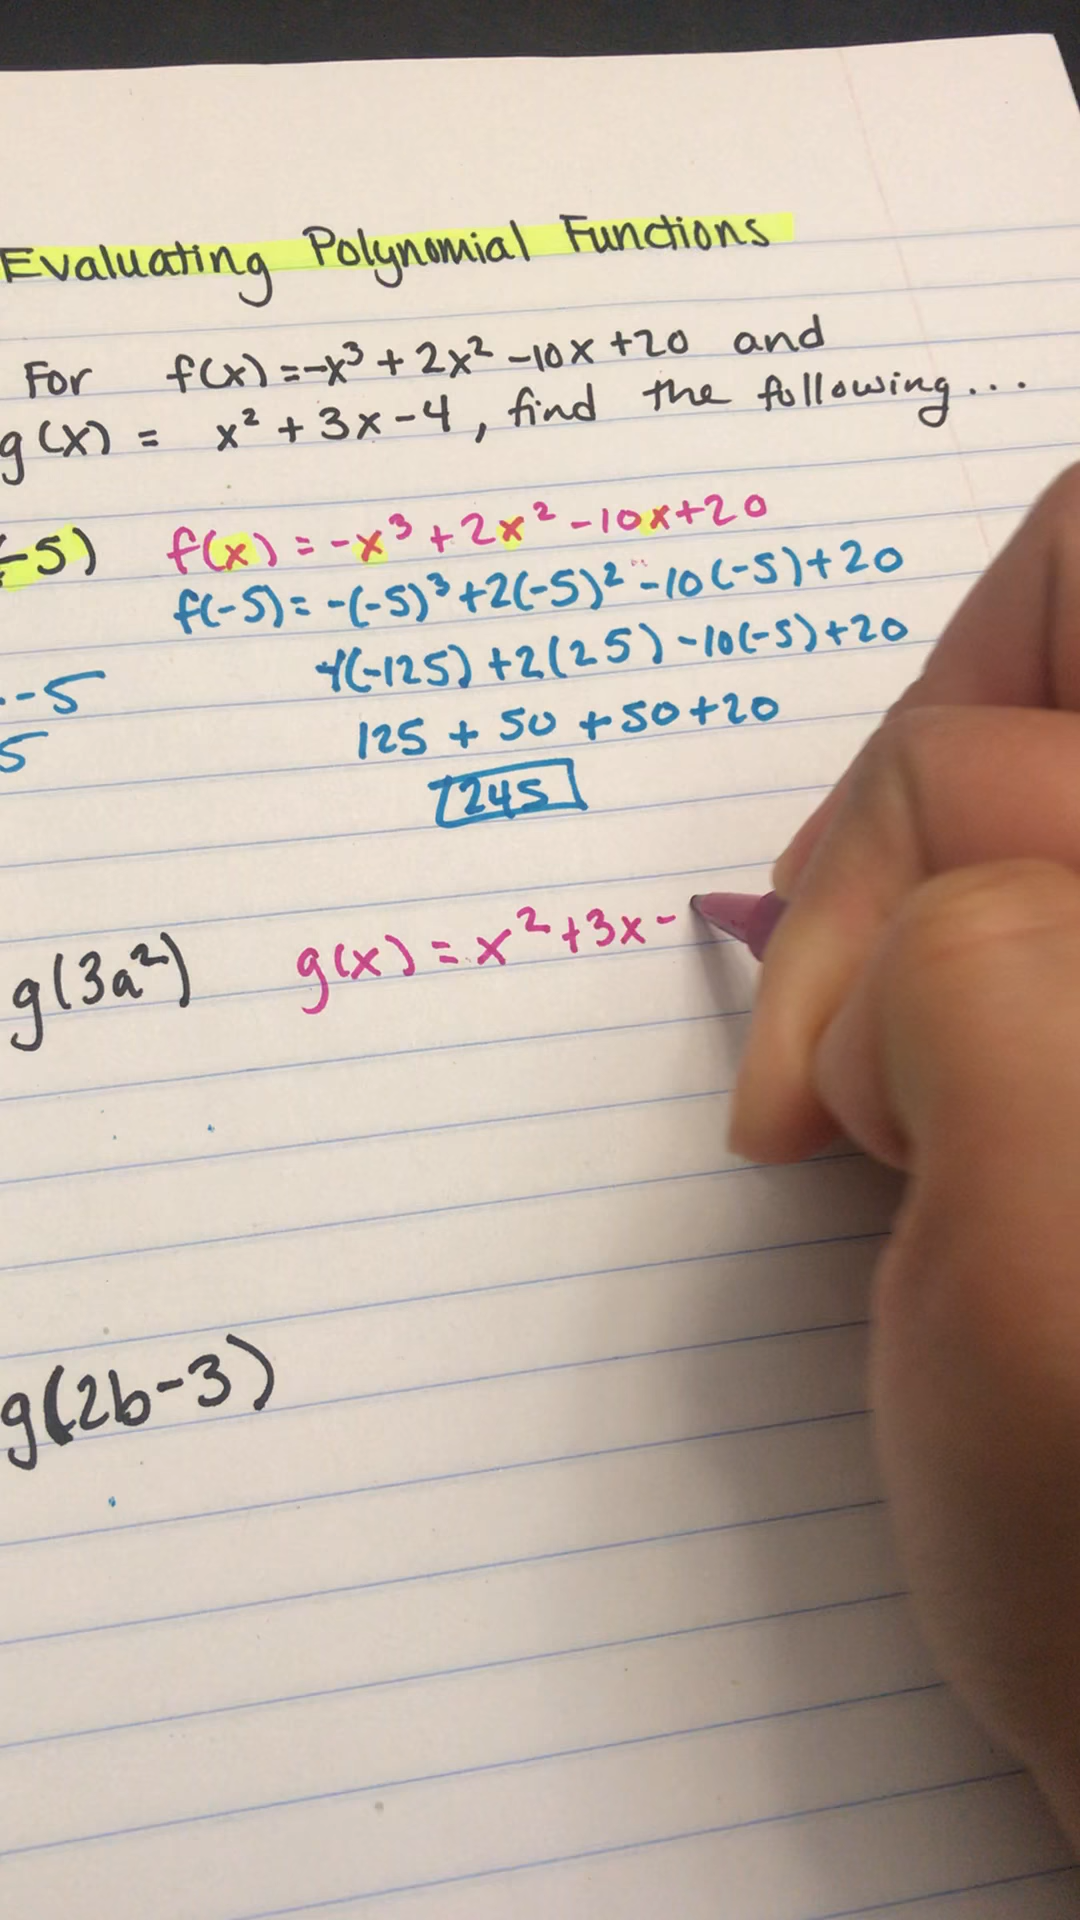 Evaluating Polynomial Functions
For f(x) = -x³ + 2x² - 10x + 20 and
g(x) = x² + 3x - 4, find the following...
-5) f(x) = -x³ + 2x² - 10x + 20
f(-5) = -(-5)³ + 2(-5)² - 10(-5) + 20
-(-125) + 2(25) - 10(-5) + 20
--5
125 + 50 + 50 + 20
5
245
g(3a²) g(x) = x² + 3x -
g(2b-3)